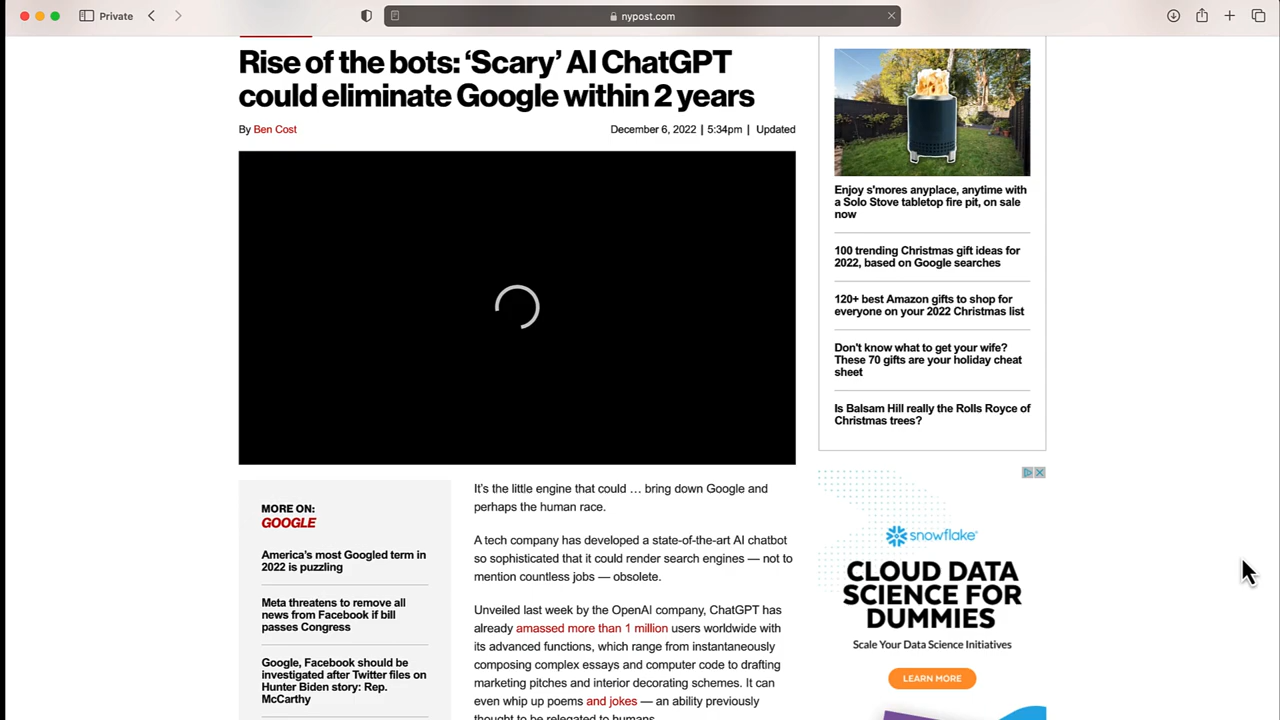 Private
nypost.com
Rise of the bots: ‘Scary’ AI ChatGPT
could eliminate Google within 2 years
By Ben Cost
December 6, 2022 | 5:34pm | Updated
Enjoy s'mores anyplace, anytime with
a Solo Stove tabletop fire pit, on sale
now
100 trending Christmas gift ideas for
2022, based on Google searches
120+ best Amazon gifts to shop for
everyone on your 2022 Christmas list
Don't know what to get your wife?
These 70 gifts are your holiday cheat
sheet
Is Balsam Hill really the Rolls Royce of
Christmas trees?
MORE ON:
GOOGLE
America’s most Googled term in
2022 is puzzling
Meta threatens to remove all
news from Facebook if bill
passes Congress
Google, Facebook should be
investigated after Twitter files on
Hunter Biden story: Rep.
McCarthy
It’s the little engine that could … bring down Google and
perhaps the human race.
A tech company has developed a state-of-the-art AI chatbot
so sophisticated that it could render search engines — not to
mention countless jobs — obsolete.
Unveiled last week by the OpenAI company, ChatGPT has
already amassed more than 1 million users worldwide with
its advanced functions, which range from instantaneously
composing complex essays and computer code to drafting
marketing pitches and interior decorating schemes. It can
even whip up poems and jokes — an ability previously
thought to be relegated to humans.
snowflake
CLOUD DATA
SCIENCE FOR
DUMMIES
Scale Your Data Science Initiatives
LEARN MORE